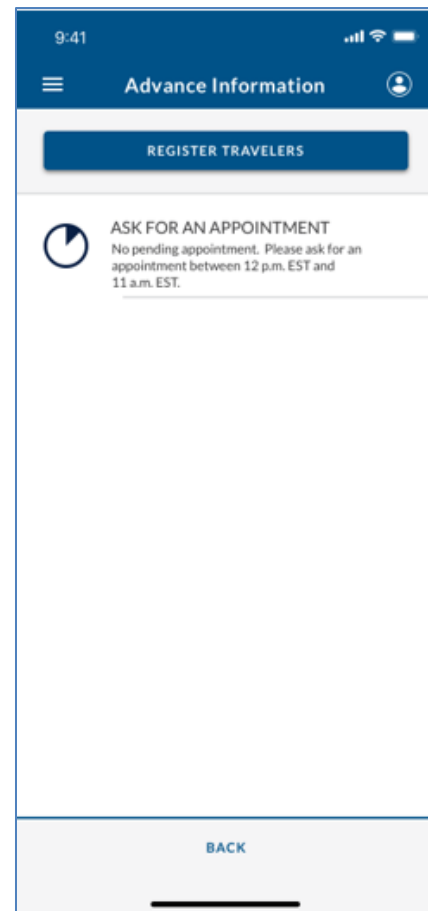 9:41
Advance Information
REGISTER TRAVELERS
ASK FOR AN APPOINTMENT
No pending appointment. Please ask for an
appointment between 12 p.m. EST and
11 a.m. EST.
BACK